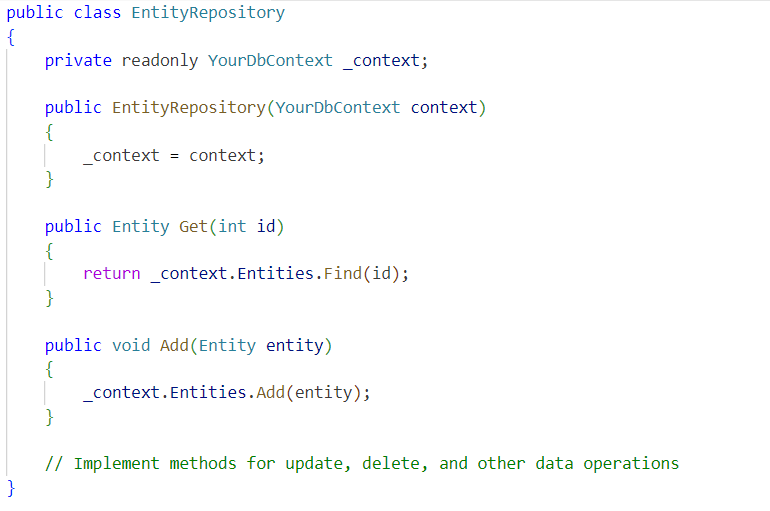 public class EntityRepository
{
    private readonly YourDbContext _context;
    public EntityRepository(YourDbContext context)
    {
        _context = context;
    }
    public Entity Get(int id)
    {
        return _context.Entities.Find(id);
    }
    public void Add(Entity entity)
    {
        _context.Entities.Add(entity);
    }
    // Implement methods for update, delete, and other data operations
}